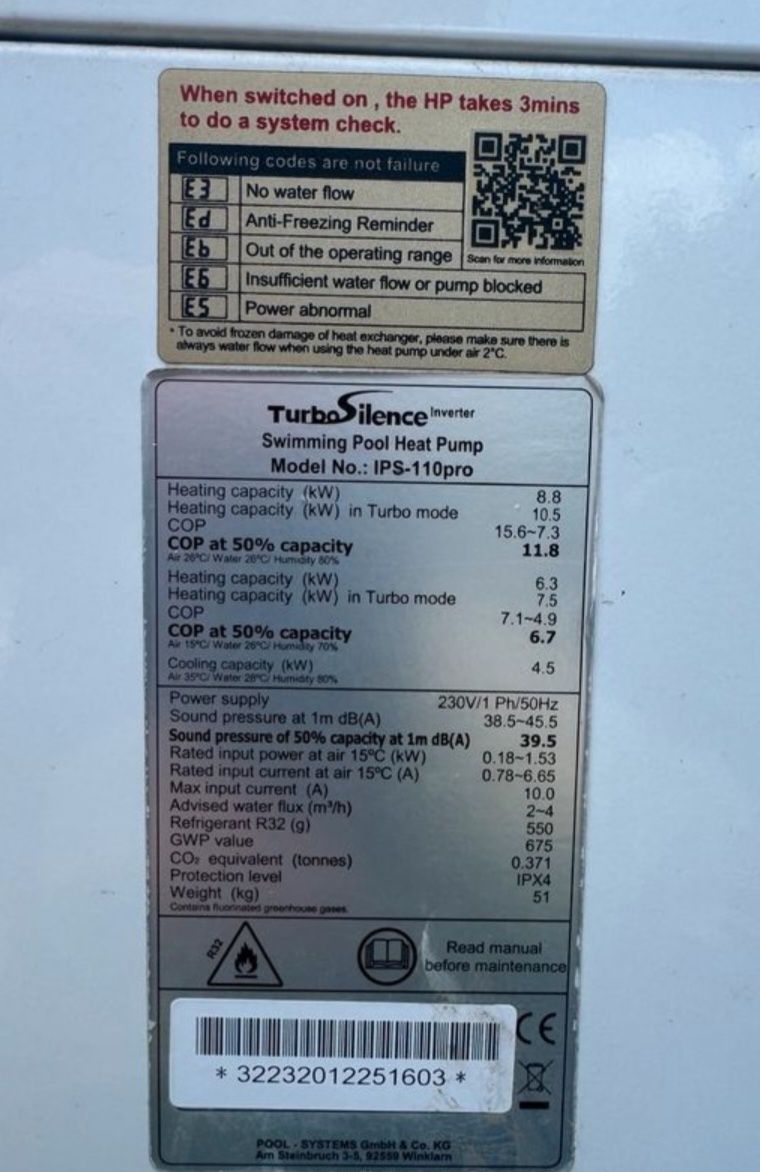 When switched on , the HP takes 3mins
to do a system check.
Following codes are not failure
E3 No water flow
Ed Anti-Freezing Reminder
Eb Out of the operating range
Scan for more information
E6 Insufficient water flow or pump blocked
E5 Power abnormal
* To avoid frozen damage of heat exchanger, please make sure there is
always water flow when using the heat pump under air 2°C.
TurboSilence Inverter
Swimming Pool Heat Pump
Model No.: IPS-110pro
Heating capacity (kW) 8.8
Heating capacity (kW) in Turbo mode 10.5
COP 15.6~7.3
COP at 50% capacity 11.8
Air 26ºC/ Water 26ºC/ Humidity 80%
Heating capacity (kW) 6.3
Heating capacity (kW) in Turbo mode 7.5
COP 7.1~4.9
COP at 50% capacity 6.7
Air 15ºC/ Water 26ºC/ Humidity 70%
Cooling capacity (kW) 4.5
Air 35ºC/ Water 28ºC/ Humidity 80%
Power supply 230V/1 Ph/50Hz
Sound pressure at 1m dB(A) 38.5~45.5
Sound pressure of 50% capacity at 1m dB(A) 39.5
Rated input power at air 15ºC (kW) 0.18~1.53
Rated input current at air 15ºC (A) 0.78~6.65
Max input current (A) 10.0
Advised water flux (m³/h) 2~4
Refrigerant R32 (g) 550
GWP value 675
CO₂ equivalent (tonnes) 0.371
Protection level IPX4
Weight (kg) 51
Contains fluorinated greenhouse gases
R32
Read manual
before maintenance
CE
* 32232012251603 *
POOL - SYSTEMS GmbH & Co. KG
Am Steinbruch 3-5, 92559 Winklarn